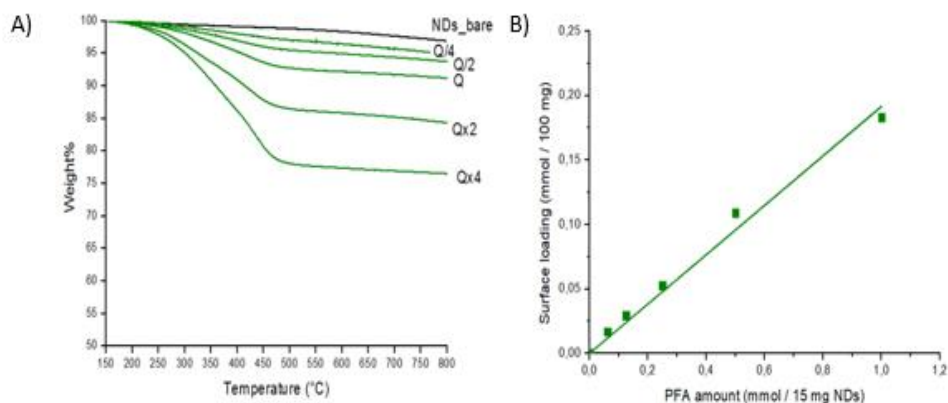 A)
100
95
90
85
80
75
70
65
60
55
50
Weight%
NDs_bare
Q/4
Q/2
Q
Qx2
Qx4
150 200 250 300 350 400 450 500 550 600 650 700 750 800
Temperature (°C)
B)
0,25
0,20
0,15
0,10
0,05
0,00
Surface loading (mmol / 100 mg)
0,0 0,2 0,4 0,6 0,8 1,0 1,2
PFA amount (mmol / 15 mg NDs)